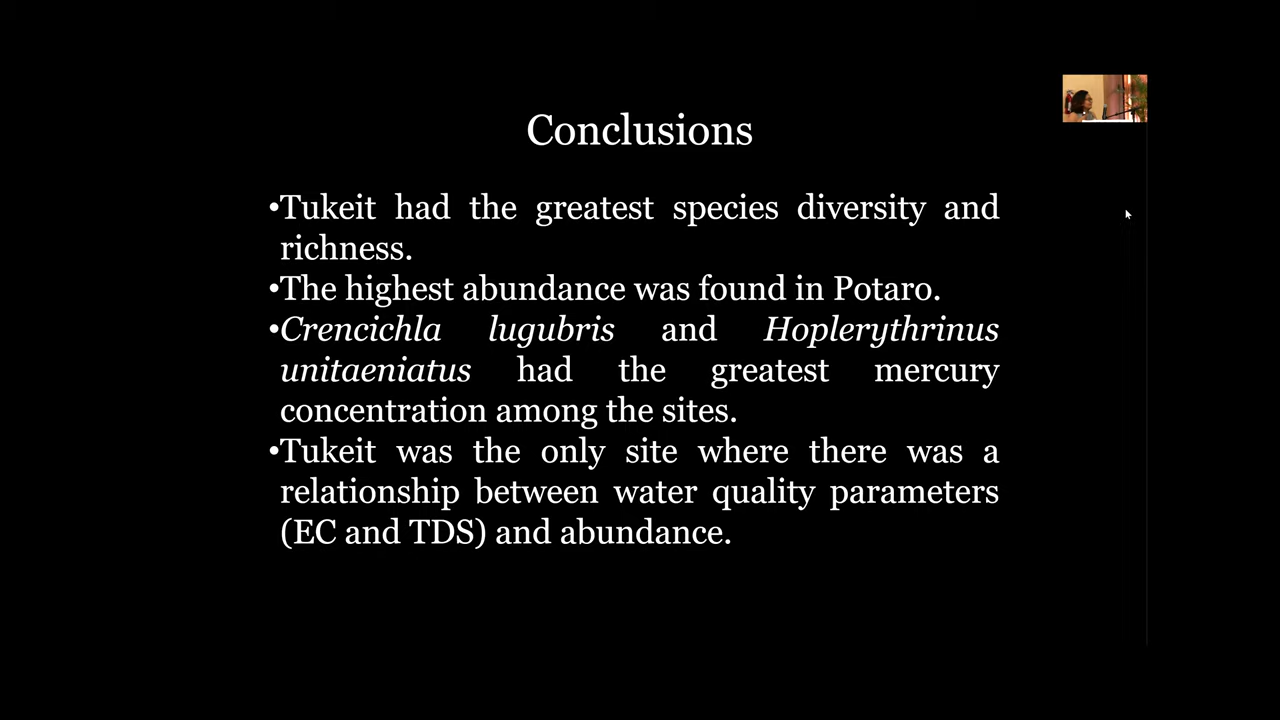 Conclusions
•Tukeit had the greatest species diversity and
richness.
•The highest abundance was found in Potaro.
•Crencichla lugubris and Hoplerythrinus
unitaeniatus had the greatest mercury
concentration among the sites.
•Tukeit was the only site where there was a
relationship between water quality parameters
(EC and TDS) and abundance.